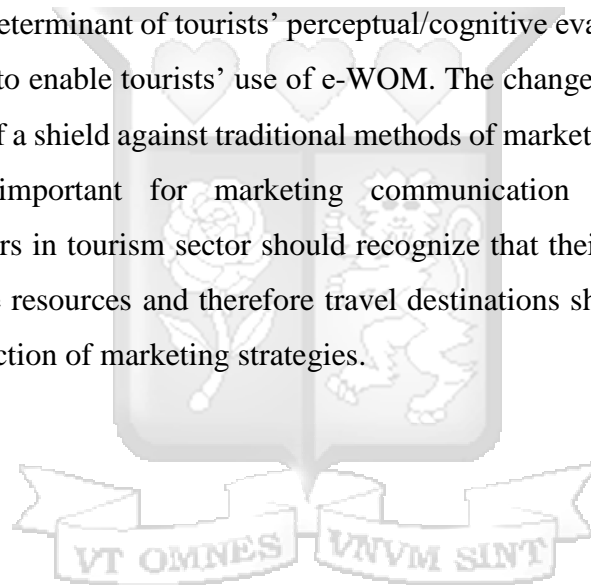 eterminant of tourists’ perceptual/cognitive eva
to enable tourists’ use of e-WOM. The change
f a shield against traditional methods of market
important for marketing communication
rs in tourism sector should recognize that thei
e resources and therefore travel destinations sh
ction of marketing strategies.
VT OMNES VNVM SINT